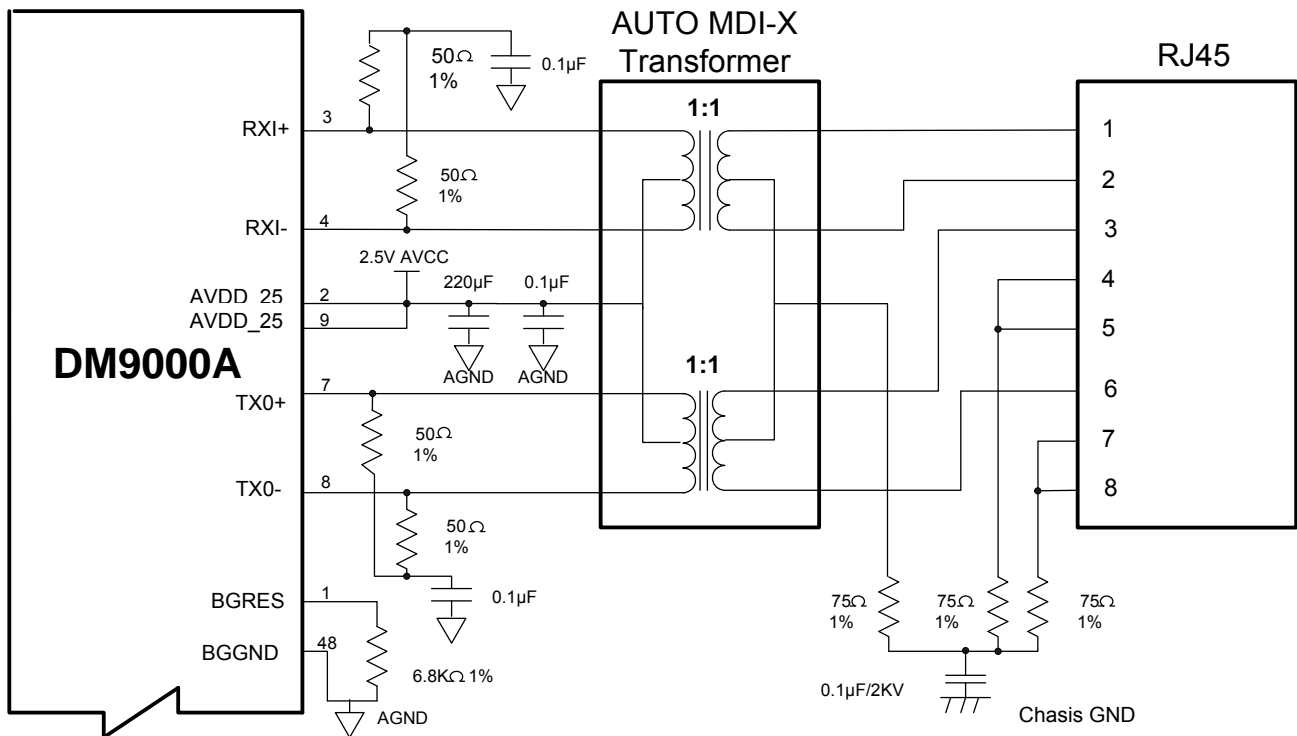 AUTO MDI-X
Transformer
RJ45
50Ω
1%
0.1µF
1:1
RXI+
3
1
50Ω
1%
2
RXI-
4
3
2.5V AVCC
4
220µF
0.1µF
AVDD_25
2
AVDD_25
9
5
DM9000A
AGND
AGND
1:1
TX0+
7
6
50Ω
1%
7
TX0-
8
8
50Ω
1%
BGRES
1
0.1µF
75Ω
1%
75Ω
1%
75Ω
1%
BGGND
48
6.8KΩ 1%
0.1µF/2KV
AGND
Chasis GND